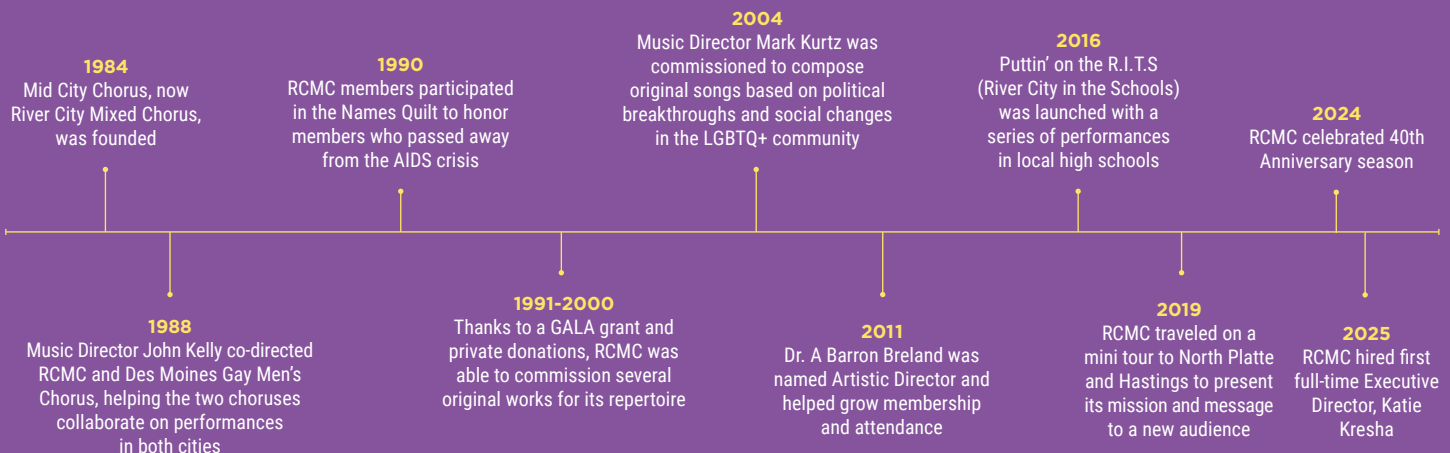 1984
Mid City Chorus, now
River City Mixed Chorus,
was founded
1988
Music Director John Kelly co-directed
RCMC and Des Moines Gay Men's
Chorus, helping the two choruses
collaborate on performances
in both cities
1990
RCMC members participated
in the Names Quilt to honor
members who passed away
from the AIDS crisis
1991-2000
Thanks to a GALA grant and
private donations, RCMC was
able to commission several
original works for its repertoire
2004
Music Director Mark Kurtz was
commissioned to compose
original songs based on political
breakthroughs and social changes
in the LGBTQ+ community
2011
Dr. A Barron Breland was
named Artistic Director and
helped grow membership
and attendance
2016
Puttin' on the R.I.T.S
(River City in the Schools)
was launched with a
series of performances
in local high schools
2019
RCMC traveled on a
mini tour to North Platte
and Hastings to present
its mission and message
to a new audience
2024
RCMC celebrated 40th
Anniversary season
2025
RCMC hired first
full-time Executive
Director, Katie
Kresha